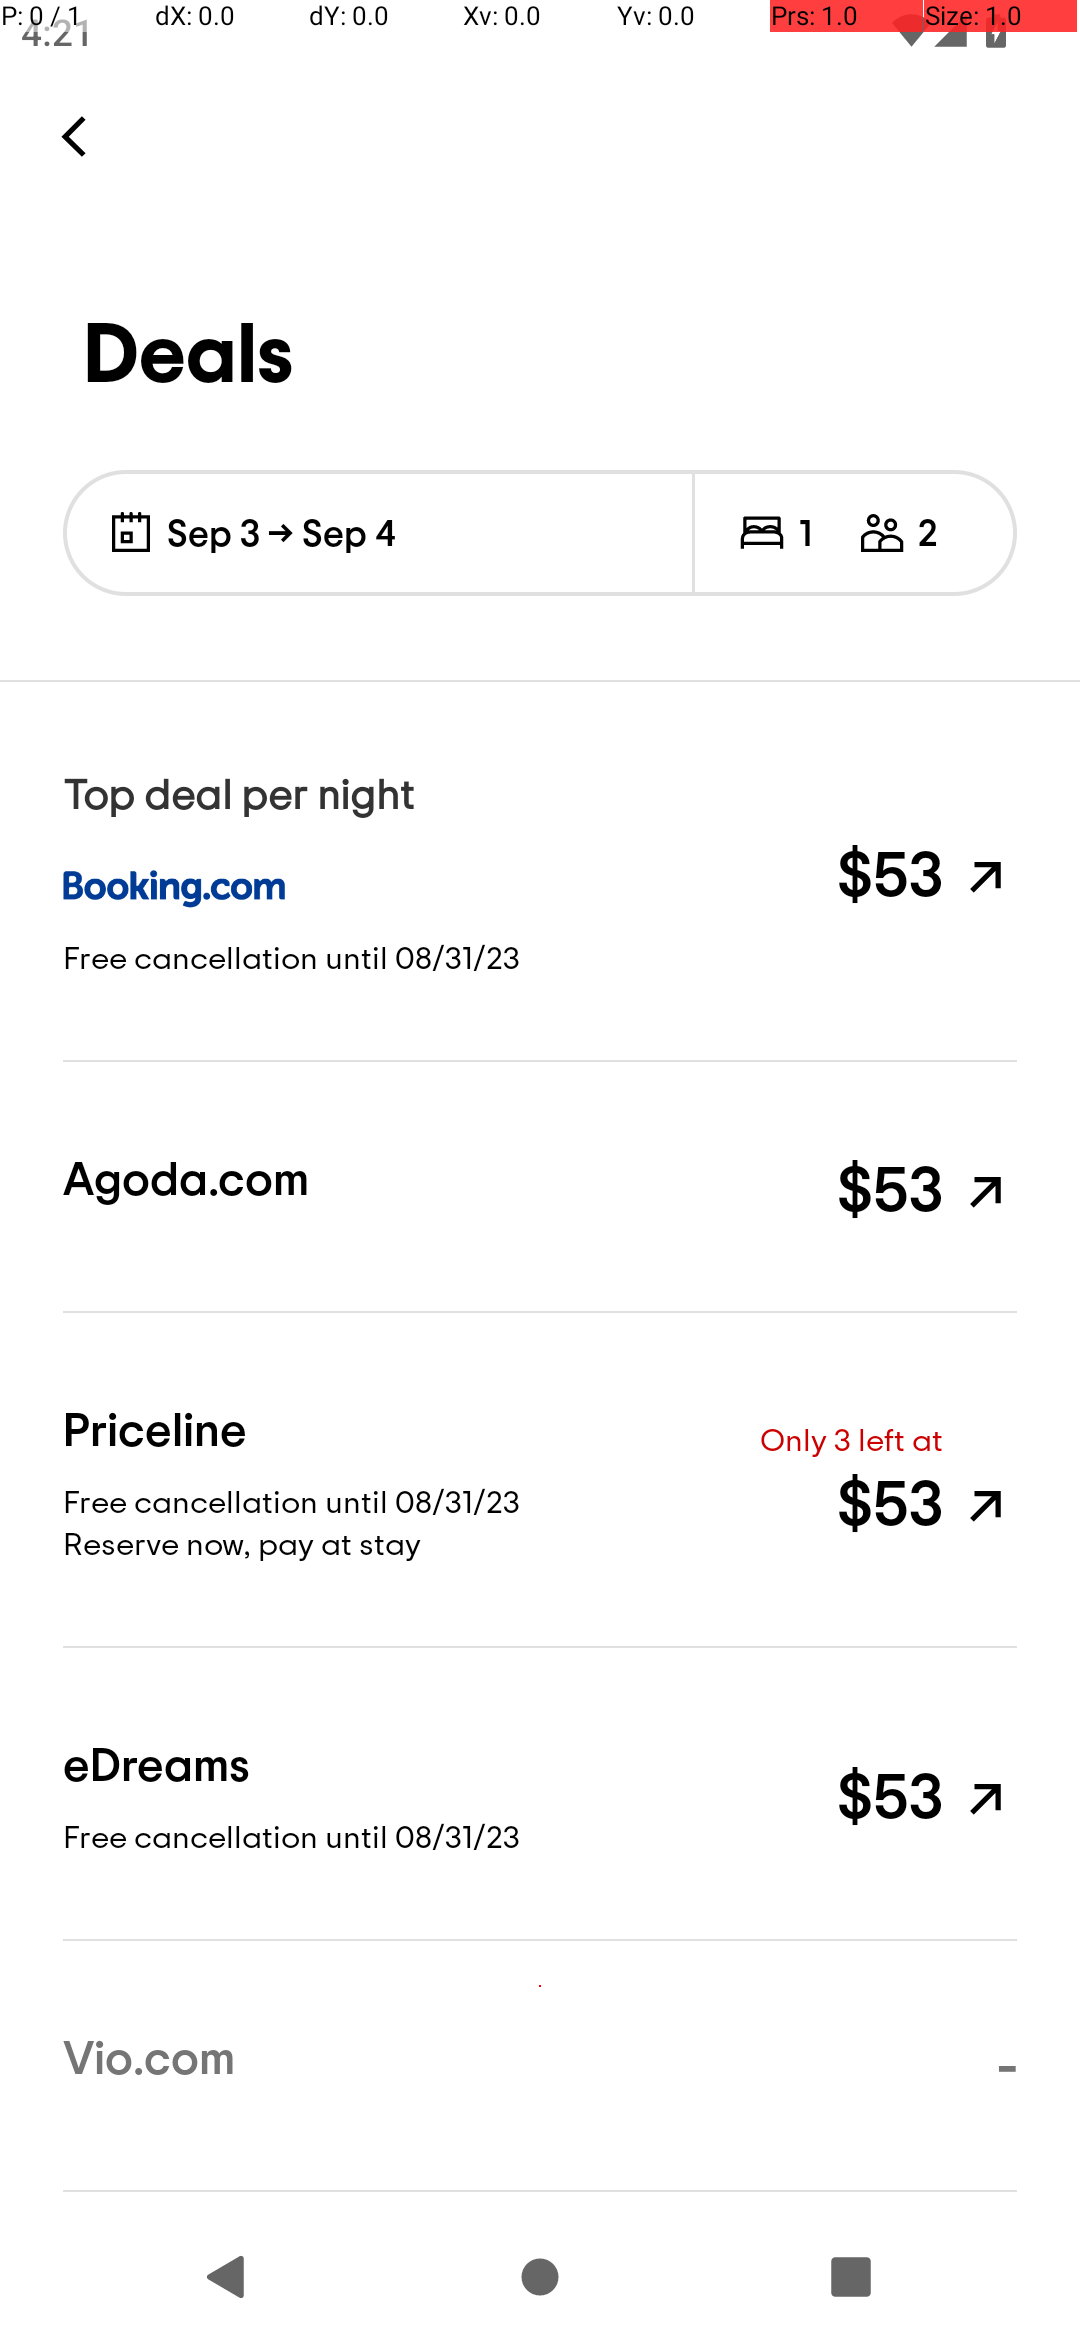 P: 0 / 1 dX: 0.0 dY: 0.0 Xv: 0.0 Yv: 0.0 Prs: 1.0 Size: 1.0
4:21
Deals
Sep 3 → Sep 4 1 2
Top deal per night
Booking.com
$53
Free cancellation until 08/31/23
Agoda.com
$53
Priceline
Only 3 left at
Free cancellation until 08/31/23
$53
Reserve now, pay at stay
eDreams
$53
Free cancellation until 08/31/23
Vio.com
-